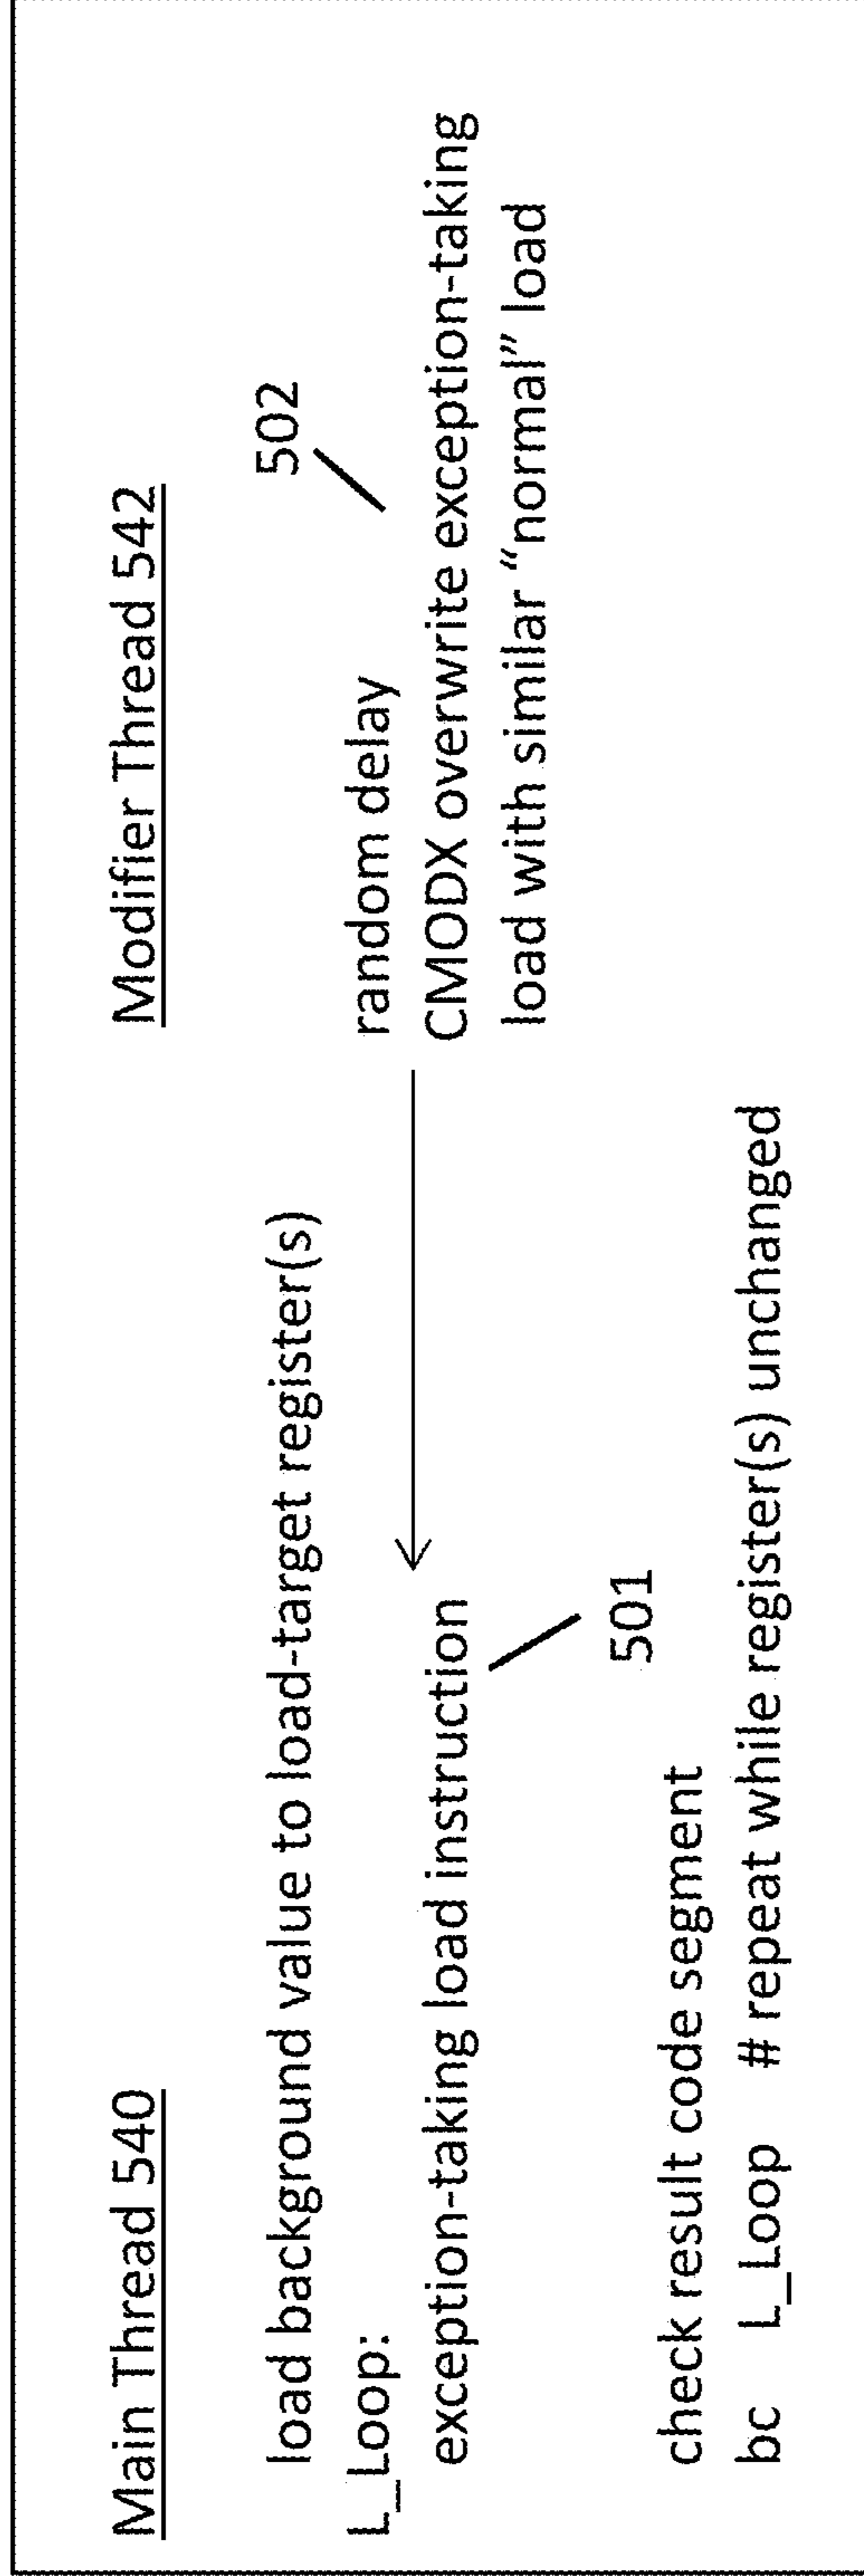 Main Thread 540
load background value to load-target register(s)
L_Loop:
exception-taking load instruction
501
check result code segment
bc L_Loop # repeat while register(s) unchanged
Modifier Thread 542
502
random delay
CMODX overwrite exception-taking
load with similar “normal” load